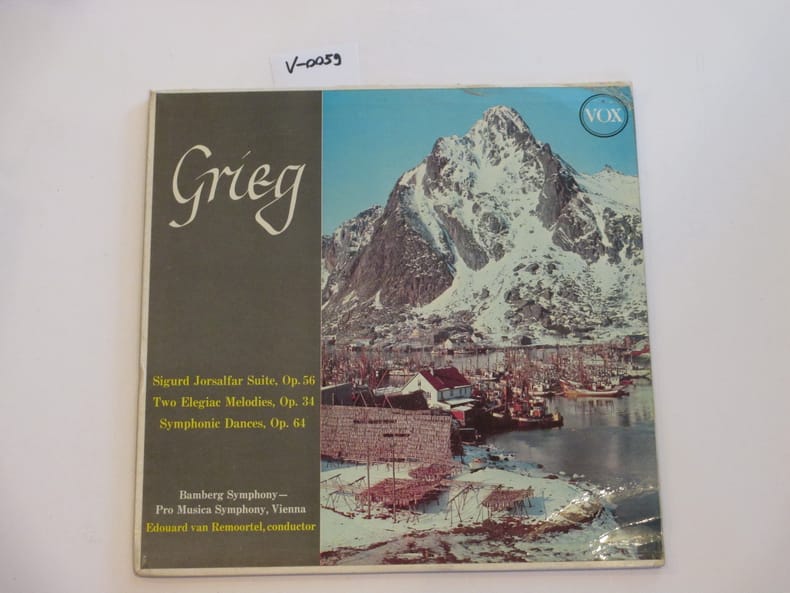 V-0059
VOX
Grieg
Sigurd Jorsalfar Suite, Op. 56
Two Elegiac Melodies, Op. 34
Symphonic Dances, Op. 64
Bamberg Symphony—
Pro Musica Symphony, Vienna
Edouard van Remoortel, conductor